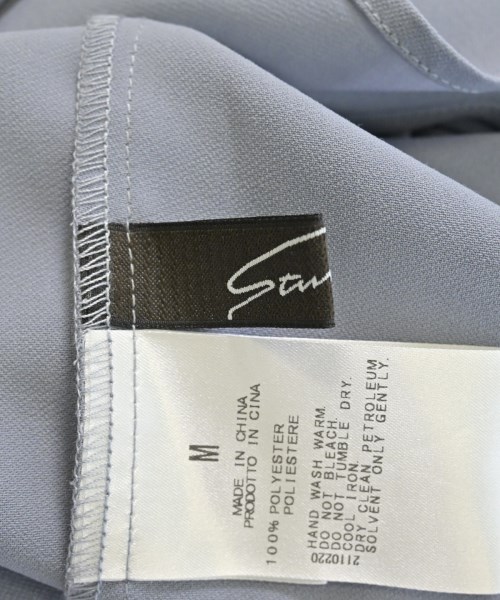 Stu
M
MADE IN CHINA
PRODOTTO IN CINA
100% POLYESTER
POLIESTERE
HAND WASH WARM.
DO NOT BLEACH.
DO NOT TUMBLE DRY.
COOL IRON.
DRY CLEAN PETROLEUM
SOLVENT ONLY GENTLY.
2110220